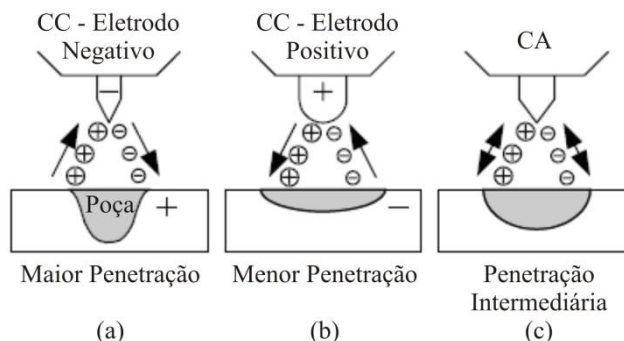 CC - Eletrodo
Negativo
CC - Eletrodo
Positivo
CA
−
+
+ −
+ −
+ −
+ −
+ −
+ −
+ −
+ −
+ −
Poça
+
−
Maior Penetração
Menor Penetração
Penetração
Intermediária
(a)
(b)
(c)